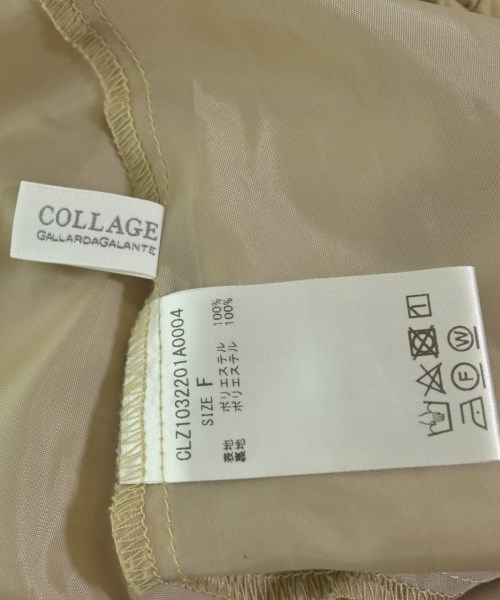 COLLAGE
GALLARDAGALANTE
CLZ1032201A0004
SIZE F
表地 ポリエステル 100%
裏地 ポリエステル 100%
F W